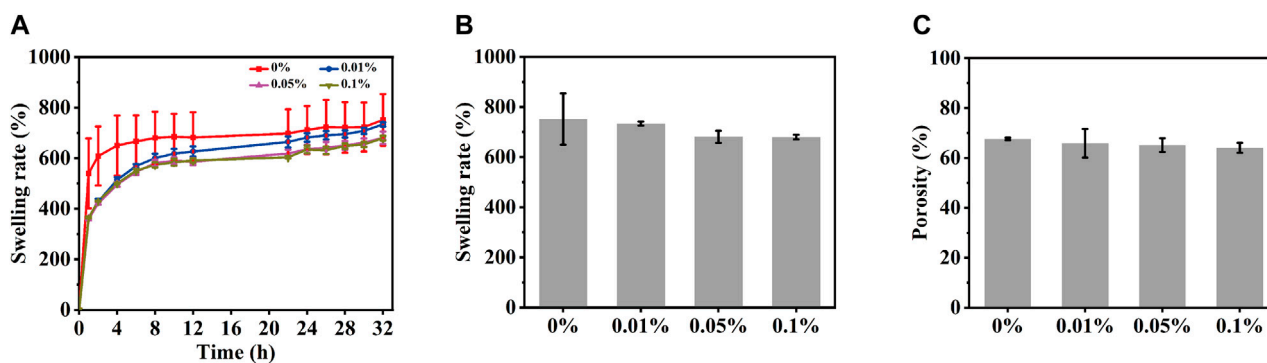 A
Swelling rate (%)
1000
800
600
400
200
0
0% 0.01%
0.05% 0.1%
0 4 8 12 16 20 24 28 32
Time (h)
B
Swelling rate (%)
1000
800
600
400
200
0
0% 0.01% 0.05% 0.1%
C
Porosity (%)
100
80
60
40
20
0
0% 0.01% 0.05% 0.1%